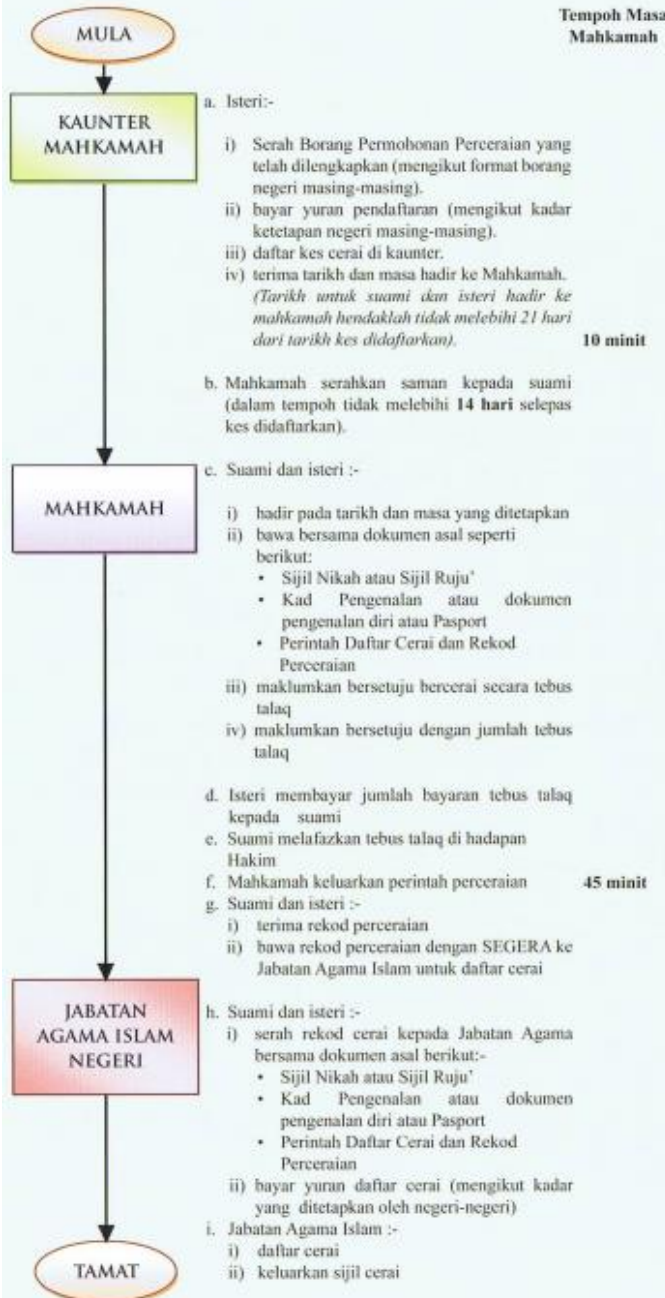 Tempoh Masa
Mahkamah
MULA
KAUNTER
MAHKAMAH
a. Isteri:-
i) Serah Borang Permohonan Perceraian yang
telah dilengkapkan (mengikut format borang
negeri masing-masing).
ii) bayar yuran pendaftaran (mengikut kadar
ketetapan negeri masing-masing).
iii) daftar kes cerai di kaunter.
iv) terima tarikh dan masa hadir ke Mahkamah.
(Tarikh untuk suami dan isteri hadir ke
mahkamah hendaklah tidak melebihi 21 hari
dari tarikh kes didaftarkan).
10 minit
b. Mahkamah serahkan saman kepada suami
(dalam tempoh tidak melebihi 14 hari selepas
kes didaftarkan).
MAHKAMAH
c. Suami dan isteri :-
i) hadir pada tarikh dan masa yang ditetapkan
ii) bawa bersama dokumen asal seperti
berikut:
• Sijil Nikah atau Sijil Ruju'
• Kad Pengenalan atau dokumen
pengenalan diri atau Pasport
• Perintah Daftar Cerai dan Rekod
Perceraian
iii) maklumkan bersetuju bercerai secara tebus
talaq
iv) maklumkan bersetuju dengan jumlah tebus
talaq
d. Isteri membayar jumlah bayaran tebus talaq
kepada suami
e. Suami melafazkan tebus talaq di hadapan
Hakim
f. Mahkamah keluarkan perintah perceraian
45 minit
g. Suami dan isteri :-
i) terima rekod perceraian
ii) bawa rekod perceraian dengan SEGERA ke
Jabatan Agama Islam untuk daftar cerai
JABATAN
AGAMA ISLAM
NEGERI
h. Suami dan isteri :-
i) serah rekod cerai kepada Jabatan Agama
bersama dokumen asal berikut:-
• Sijil Nikah atau Sijil Ruju'
• Kad Pengenalan atau dokumen
pengenalan diri atau Pasport
• Perintah Daftar Cerai dan Rekod
Perceraian
ii) bayar yuran daftar cerai (mengikut kadar
yang ditetapkan oleh negeri-negeri)
i. Jabatan Agama Islam :-
i) daftar cerai
ii) keluarkan sijil cerai
TAMAT